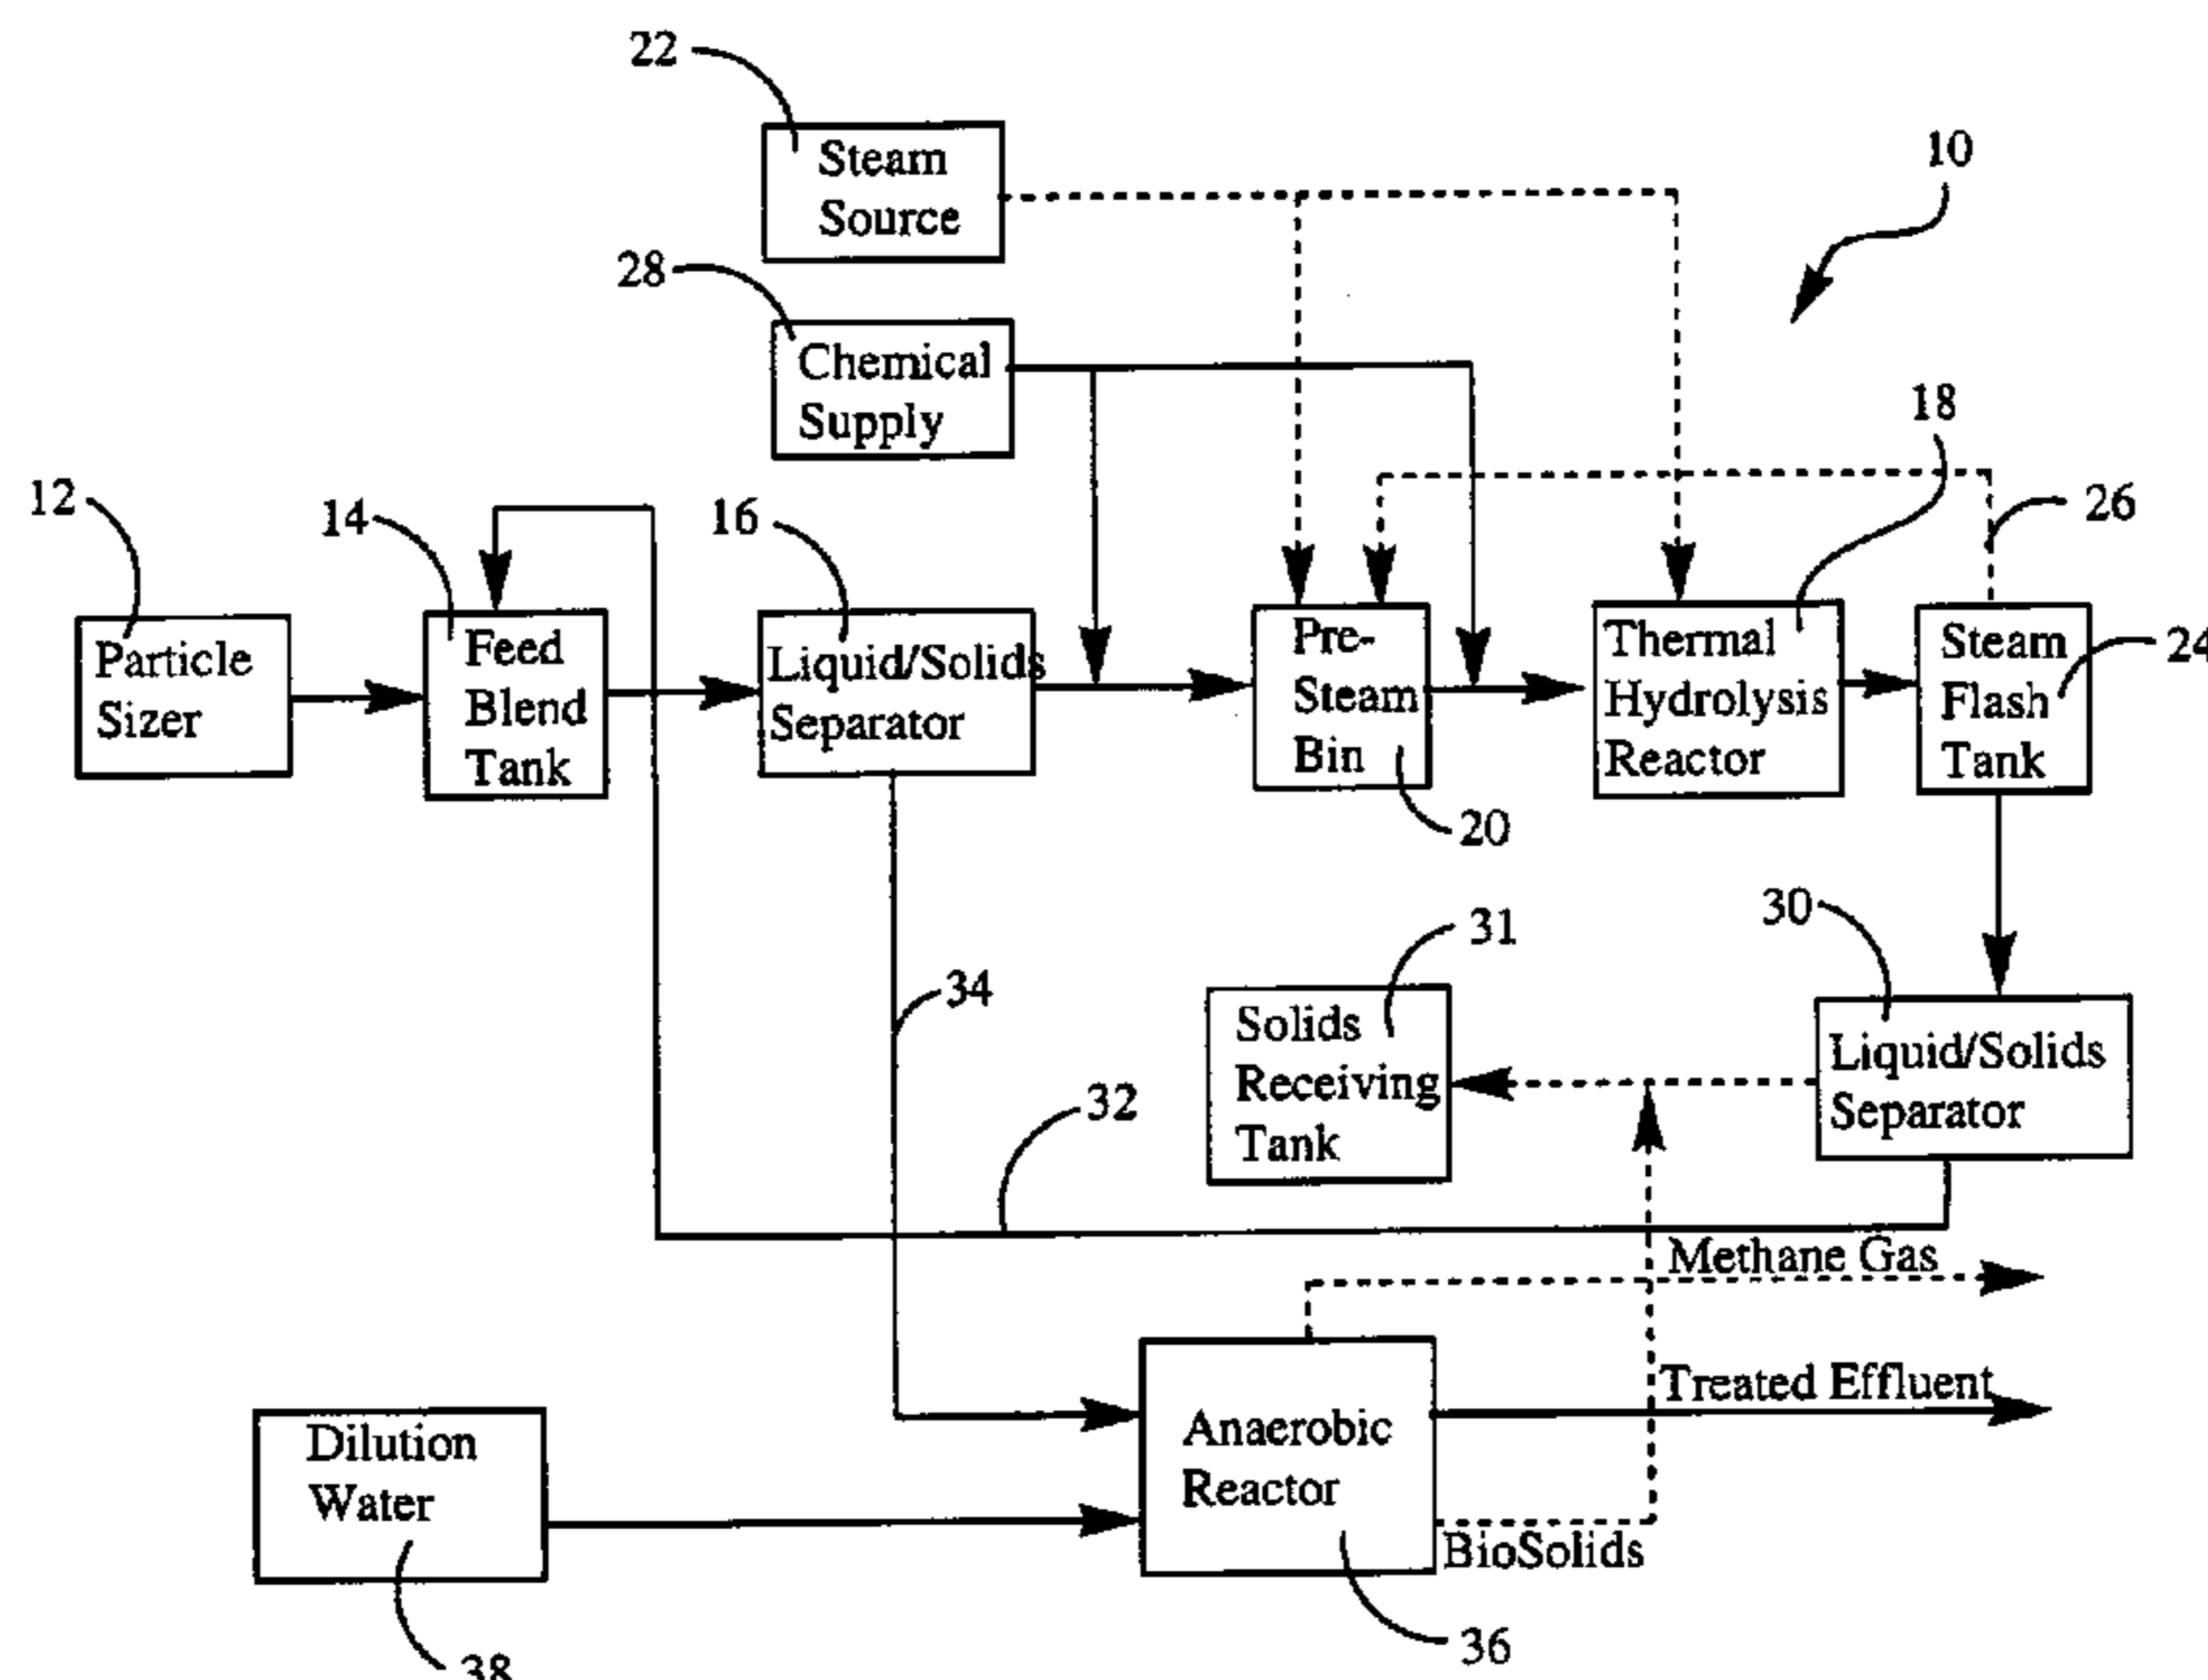 22
Steam
Source
10
28
Chemical
Supply
18
12
14
16
26
Particle
Sizer
Feed
Blend
Tank
Liquid/Solids
Separator
Pre-
Steam
Bin
Thermal
Hydrolysis
Reactor
Steam
Flash
Tank
24
20
30
31
34
Solids
Receiving
Tank
Liquid/Solids
Separator
32
Methane Gas
Treated Effluent
Dilution
Water
Anaerobic
Reactor
BioSolids
36
38